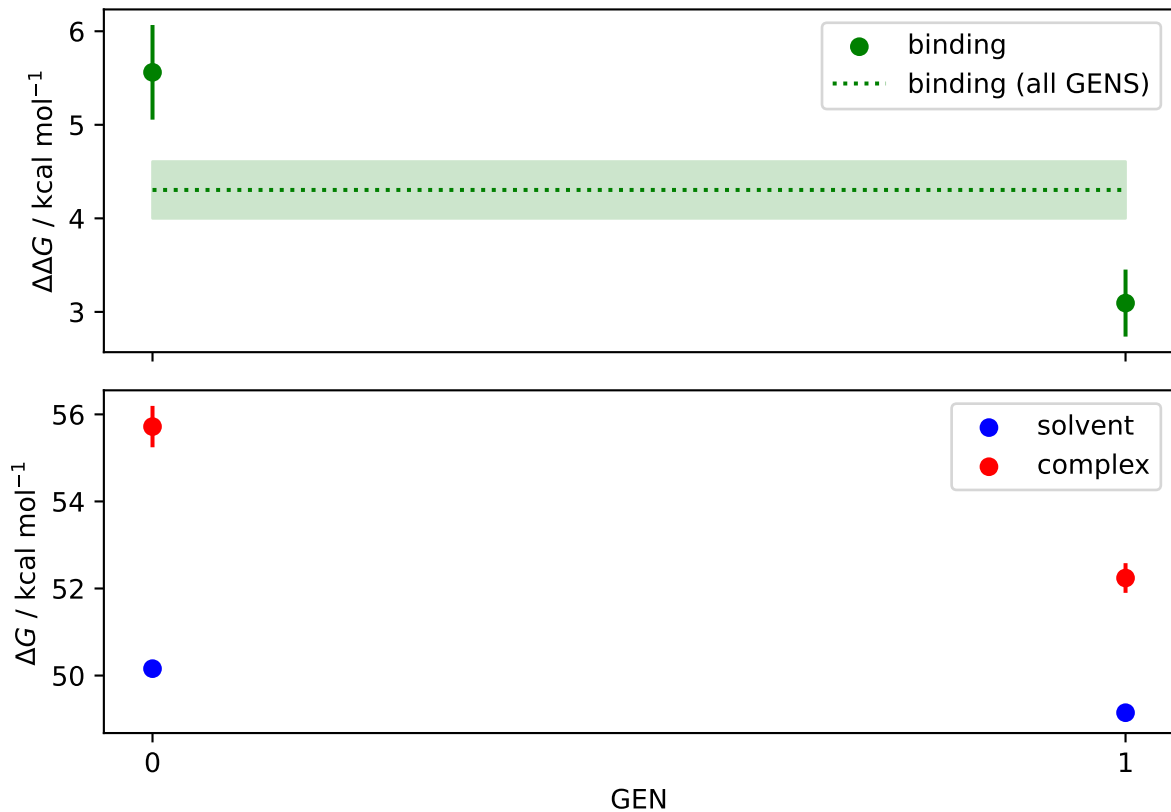 6
5
4
3
ΔΔG / kcal mol⁻¹
binding
binding (all GENS)
56
54
52
50
ΔG / kcal mol⁻¹
solvent
complex
0 1
GEN